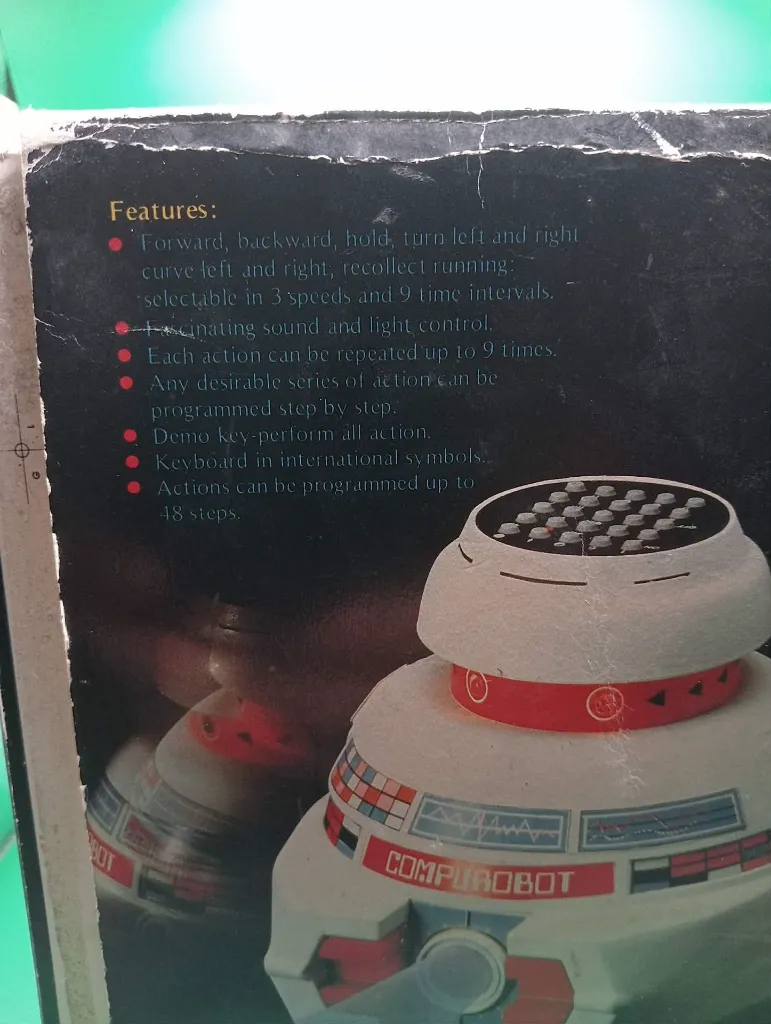 Features:
● Forward, backward, hold, turn left and right
curve left and right, recollect running:
selectable in 3 speeds and 9 time intervals.
● Fascinating sound and light control.
● Each action can be repeated up to 9 times.
● Any desirable series of action can be
programmed step by step.
● Demo key-perform all action.
● Keyboard in international symbols.
● Actions can be programmed up to
48 steps.
COMPUROBOT
BOT